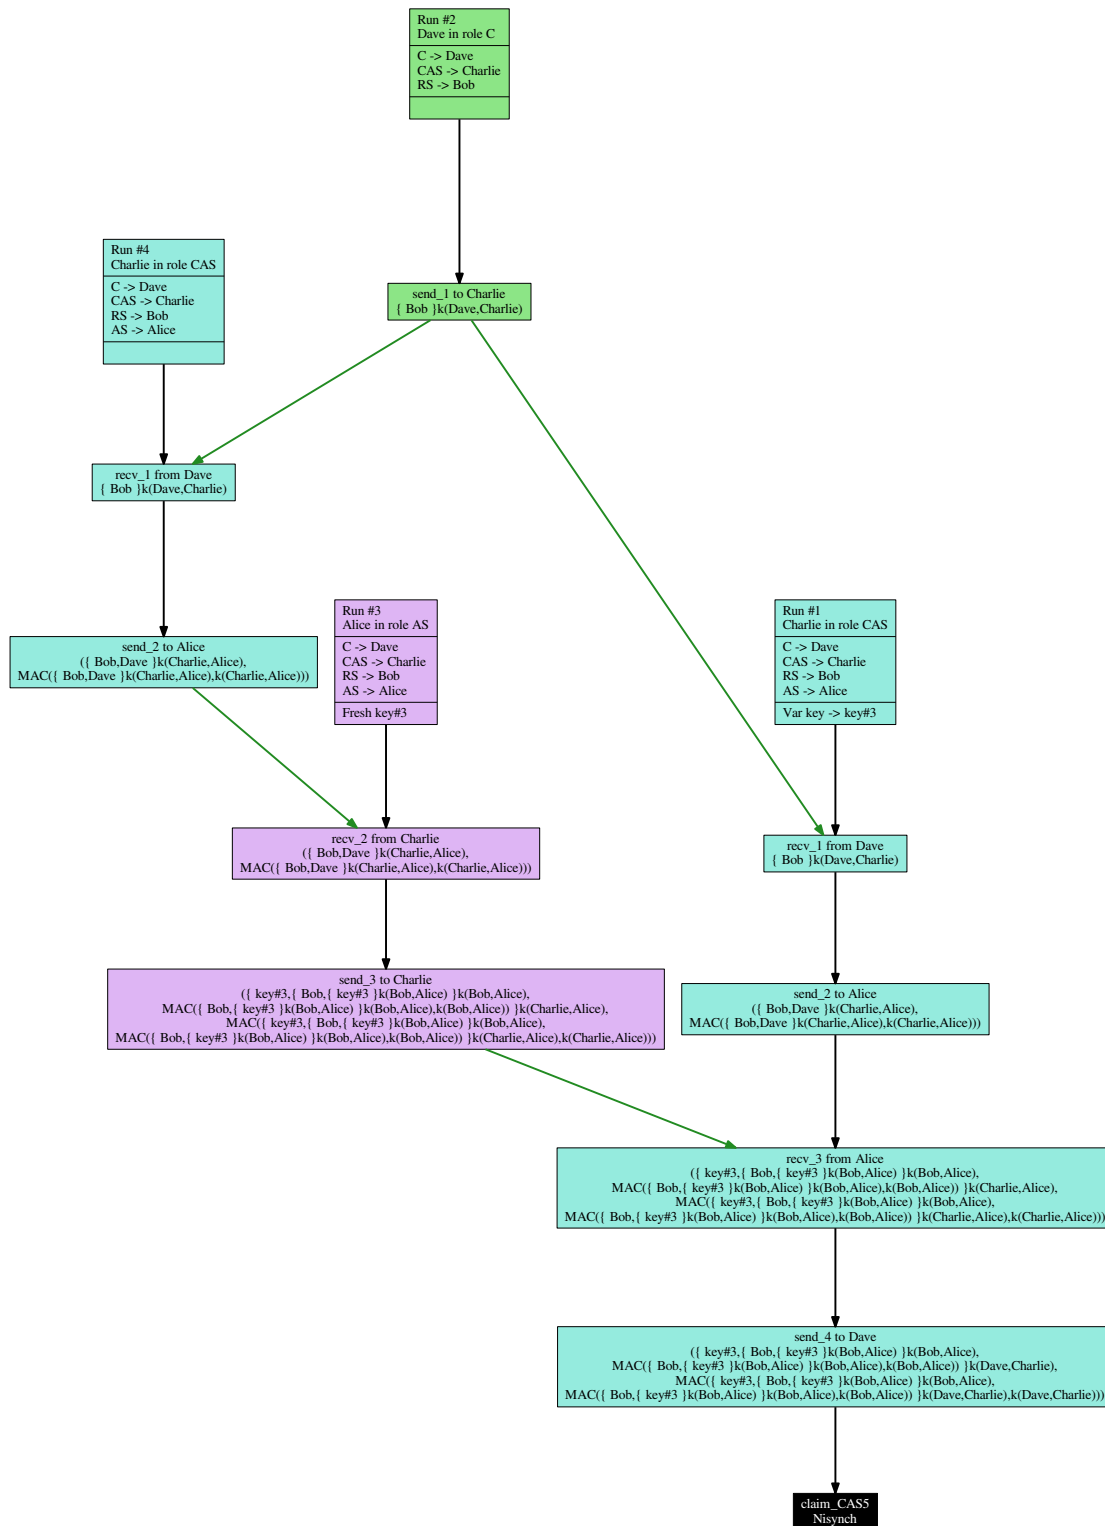 Run #2
Dave in role C
C -> Dave
CAS -> Charlie
RS -> Bob
Run #4
Charlie in role CAS
C -> Dave
CAS -> Charlie
RS -> Bob
AS -> Alice
send_1 to Charlie
{ Bob }k(Dave,Charlie)
recv_1 from Dave
{ Bob }k(Dave,Charlie)
send_2 to Alice
({ Bob,Dave }k(Charlie,Alice),
MAC({ Bob,Dave }k(Charlie,Alice),k(Charlie,Alice)))
Run #3
Alice in role AS
C -> Dave
CAS -> Charlie
RS -> Bob
AS -> Alice
Fresh key#3
Run #1
Charlie in role CAS
C -> Dave
CAS -> Charlie
RS -> Bob
AS -> Alice
Var key -> key#3
recv_2 from Charlie
({ Bob,Dave }k(Charlie,Alice),
MAC({ Bob,Dave }k(Charlie,Alice),k(Charlie,Alice)))
recv_1 from Dave
{ Bob }k(Dave,Charlie)
send_3 to Charlie
({ key#3,{ Bob,{ key#3 }k(Bob,Alice) }k(Bob,Alice),
MAC({ Bob,{ key#3 }k(Bob,Alice) }k(Bob,Alice),k(Bob,Alice)) }k(Charlie,Alice),
MAC({ key#3,{ Bob,{ key#3 }k(Bob,Alice) }k(Bob,Alice),
MAC({ Bob,{ key#3 }k(Bob,Alice) }k(Bob,Alice),k(Bob,Alice)) }k(Charlie,Alice),k(Charlie,Alice)))
send_2 to Alice
({ Bob,Dave }k(Charlie,Alice),
MAC({ Bob,Dave }k(Charlie,Alice),k(Charlie,Alice)))
recv_3 from Alice
({ key#3,{ Bob,{ key#3 }k(Bob,Alice) }k(Bob,Alice),
MAC({ Bob,{ key#3 }k(Bob,Alice) }k(Bob,Alice),k(Bob,Alice)) }k(Charlie,Alice),
MAC({ key#3,{ Bob,{ key#3 }k(Bob,Alice) }k(Bob,Alice),
MAC({ Bob,{ key#3 }k(Bob,Alice) }k(Bob,Alice),k(Bob,Alice)) }k(Charlie,Alice),k(Charlie,Alice)))
send_4 to Dave
({ key#3,{ Bob,{ key#3 }k(Bob,Alice) }k(Bob,Alice),
MAC({ Bob,{ key#3 }k(Bob,Alice) }k(Bob,Alice),k(Bob,Alice)) }k(Dave,Charlie),
MAC({ key#3,{ Bob,{ key#3 }k(Bob,Alice) }k(Bob,Alice),
MAC({ Bob,{ key#3 }k(Bob,Alice) }k(Bob,Alice),k(Bob,Alice)) }k(Dave,Charlie),k(Dave,Charlie)))
claim_CAS5
Nisynch